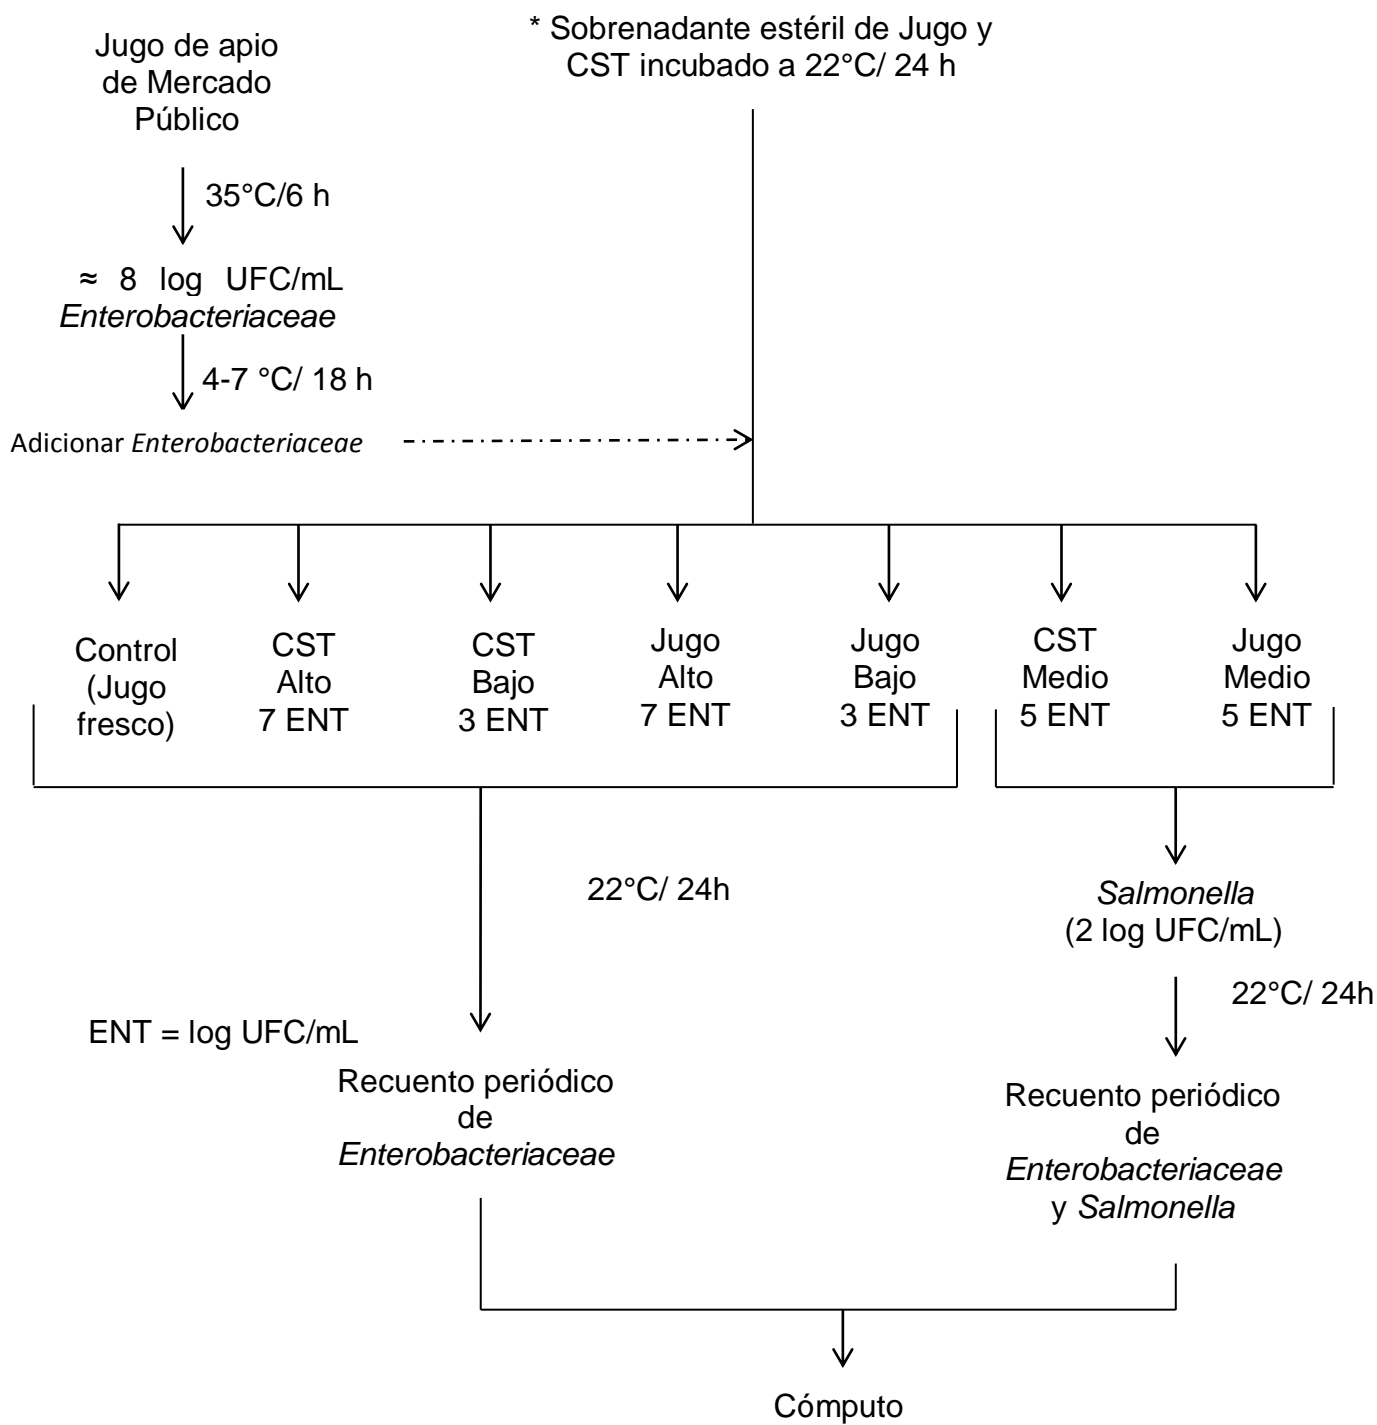 Jugo de apio
de Mercado
Público
* Sobrenadante estéril de Jugo y
CST incubado a 22°C/ 24 h
35°C/6 h
≈ 8 log UFC/mL
Enterobacteriaceae
4-7 °C/ 18 h
Adicionar Enterobacteriaceae
Control
(Jugo
fresco)
CST
Alto
7 ENT
CST
Bajo
3 ENT
Jugo
Alto
7 ENT
Jugo
Bajo
3 ENT
CST
Medio
5 ENT
Jugo
Medio
5 ENT
22°C/ 24h
Salmonella
(2 log UFC/mL)
22°C/ 24h
ENT = log UFC/mL
Recuento periódico
de
Enterobacteriaceae
Recuento periódico
de
Enterobacteriaceae
y Salmonella
Cómputo